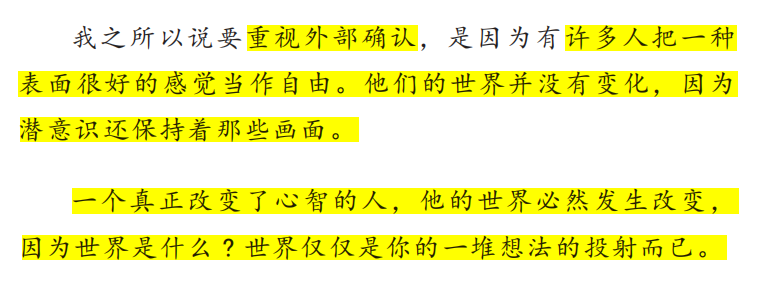 我之所以说要重视外部确认，是因为有许多人把一种
表面很好的感觉当作自由。他们的世界并没有变化，因为
潜意识还保持着那些画面。
一个真正改变了心智的人，他的世界必然发生改变，
因为世界是什么？世界仅仅是你的一堆想法的投射而已。